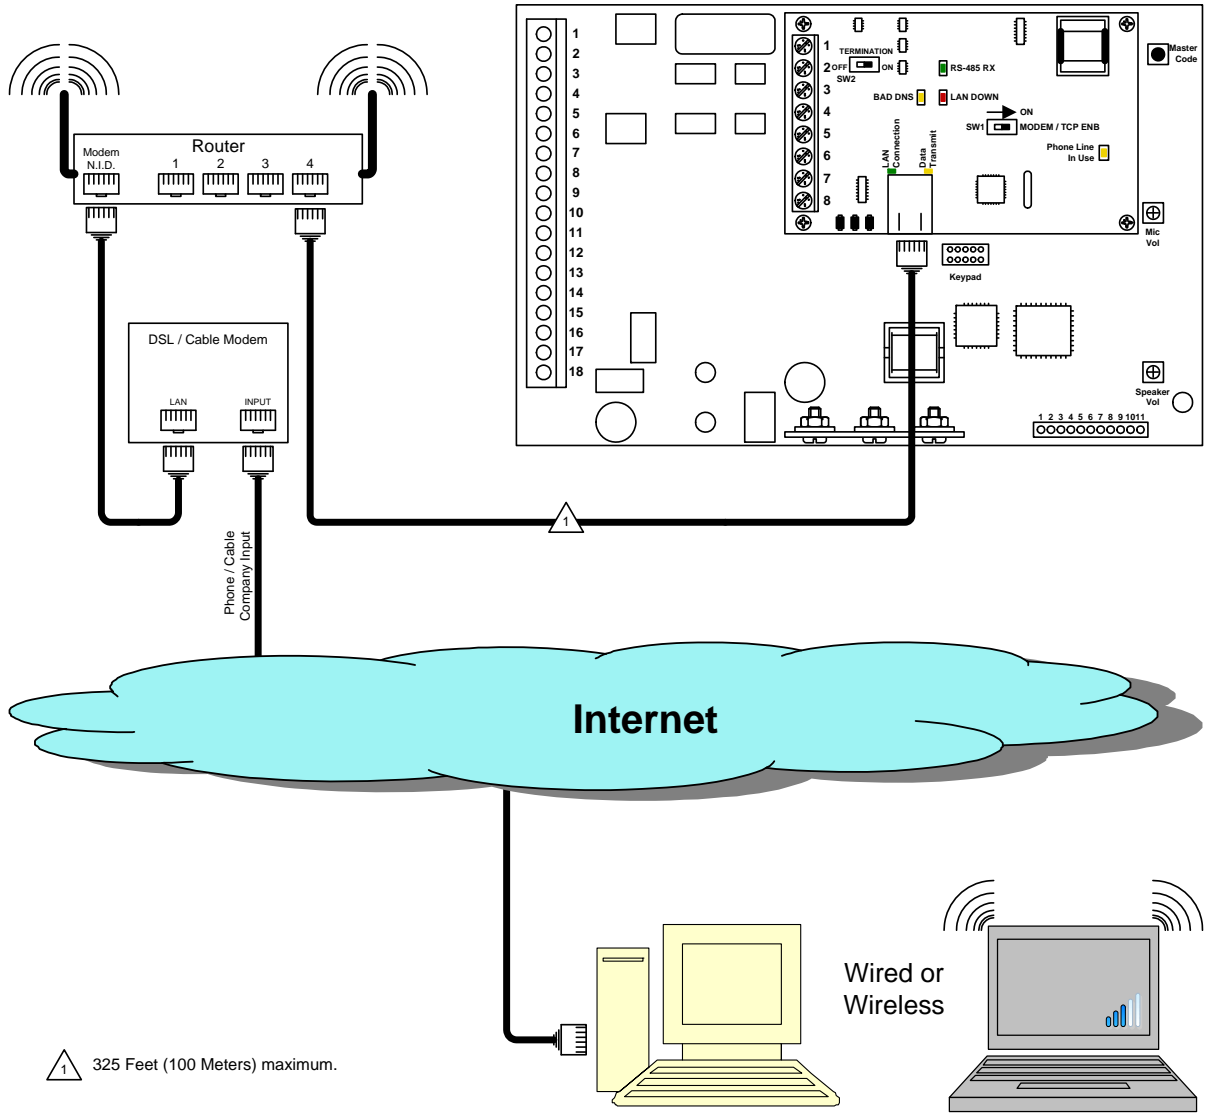 Router
Modem
N.I.D.
1 2 3 4
DSL / Cable Modem
LAN
INPUT
Phone / Cable
Company Input
1
2
3
4
5
6
7
8
9
10
11
12
13
14
15
16
17
18
1
2
3
4
5
6
7
8
TERMINATION
OFF ON
SW2
RS-485 RX
BAD DNS
LAN DOWN
ON
SW1 MODEM / TCP ENB
Phone Line
In Use
LAN
Connection
Data
Transmit
Master
Code
Mic
Vol
Keypad
Speaker
Vol
1 2 3 4 5 6 7 8 9 10 11
1
Internet
Wired or
Wireless
1 325 Feet (100 Meters) maximum.